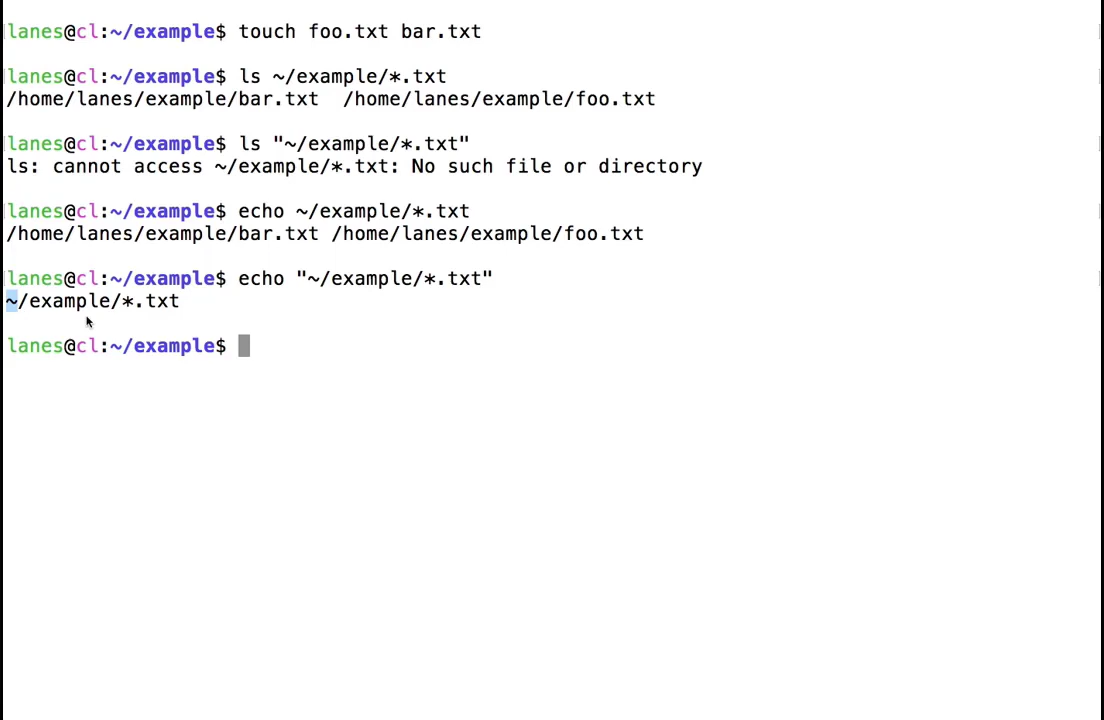 lanes@cl:~/example$ touch foo.txt bar.txt
lanes@cl:~/example$ ls ~/example/*.txt
/home/lanes/example/bar.txt  /home/lanes/example/foo.txt
lanes@cl:~/example$ ls "~/example/*.txt"
ls: cannot access ~/example/*.txt: No such file or directory
lanes@cl:~/example$ echo ~/example/*.txt
/home/lanes/example/bar.txt /home/lanes/example/foo.txt
lanes@cl:~/example$ echo "~/example/*.txt"
~/example/*.txt
lanes@cl:~/example$